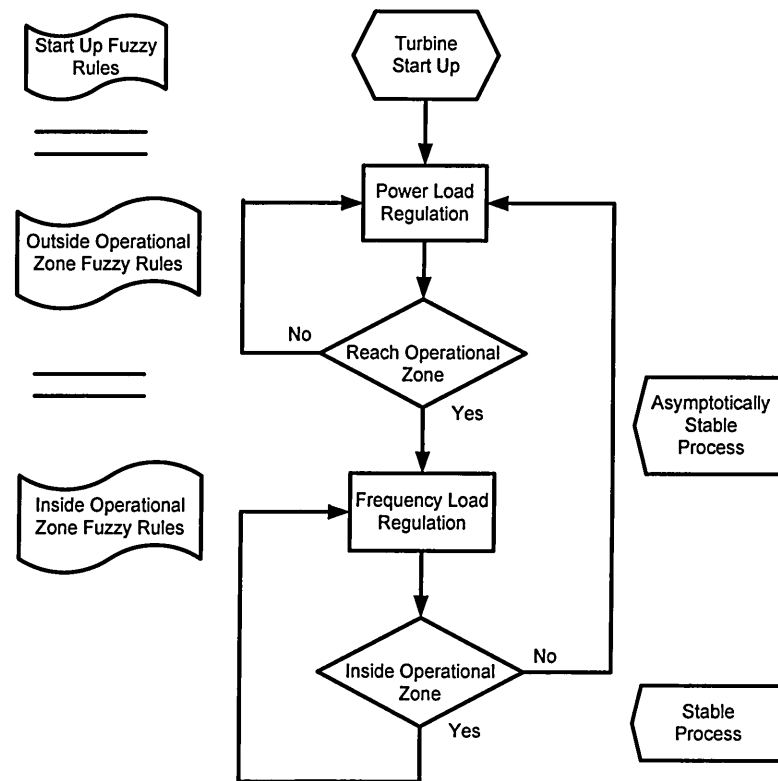 Start Up Fuzzy
Rules
Turbine
Start Up
Power Load
Regulation
Outside Operational
Zone Fuzzy Rules
No
Reach Operational
Zone
Yes
Asymptotically
Stable
Process
Inside Operational
Zone Fuzzy Rules
Frequency Load
Regulation
Inside Operational
Zone
No
Yes
Stable
Process